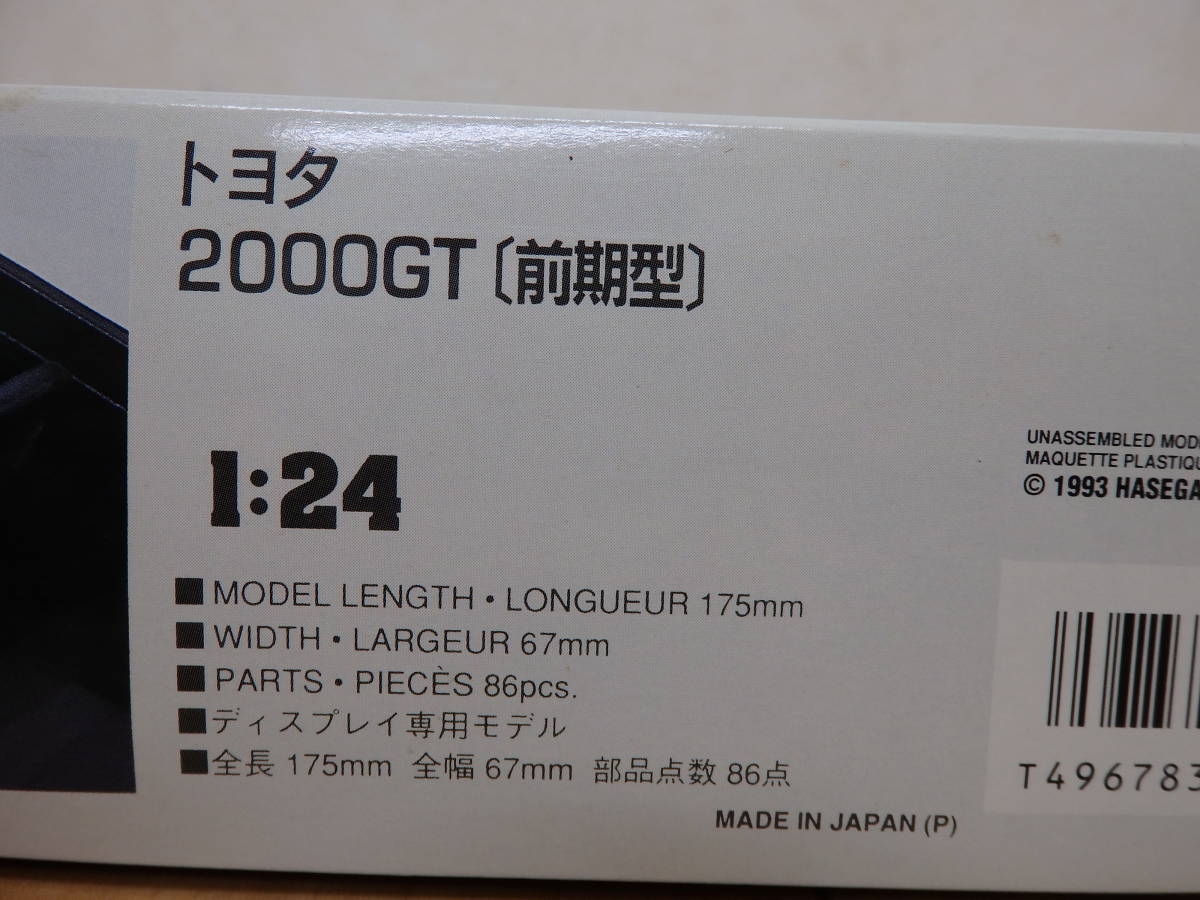 トヨタ
2000GT〔前期型〕
1:24
■MODEL LENGTH・LONGUEUR 175mm
■WIDTH・LARGEUR 67mm
■PARTS・PIECÈS 86pcs.
■ディスプレイ専用モデル
■全長 175mm 全幅 67mm 部品点数 86点
MADE IN JAPAN (P)
UNASSEMBLED MOD
MAQUETTE PLASTIQU
© 1993 HASEGA
T496783